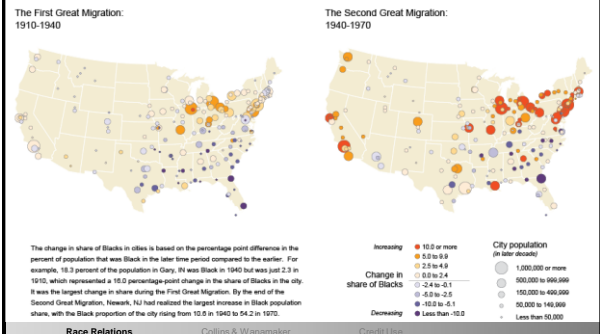 The First Great Migration:
1910-1940
The Second Great Migration:
1940-1970
The change in share of Blacks in cities is based on the percentage point difference in the
percent of population that was Black in the later time period compared to the earlier. For
example, 18.3 percent of the population in Gary, IN was Black in 1940 but was just 2.3 in
1910, which represented a 16.0 percentage-point change in the share of Blacks in the city.
It was the largest change in share during the First Great Migration. By the end of the
Second Great Migration, Newark, NJ had realized the largest increase in Black population
share, with the Black proportion of the city rising from 10.6 in 1940 to 54.2 in 1970.
Increasing
Change in
share of Blacks
Decreasing
10.0 or more
5.0 to 9.9
2.5 to 4.9
0.0 to 2.4
-2.4 to -0.1
-5.0 to -2.5
-10.0 to -5.1
Less than -10.0
City population
(in later decade)
1,000,000 or more
500,000 to 999,999
150,000 to 499,999
50,000 to 149,999
Less than 50,000
Race Relations
Collins & Wanamaker
Credit Use